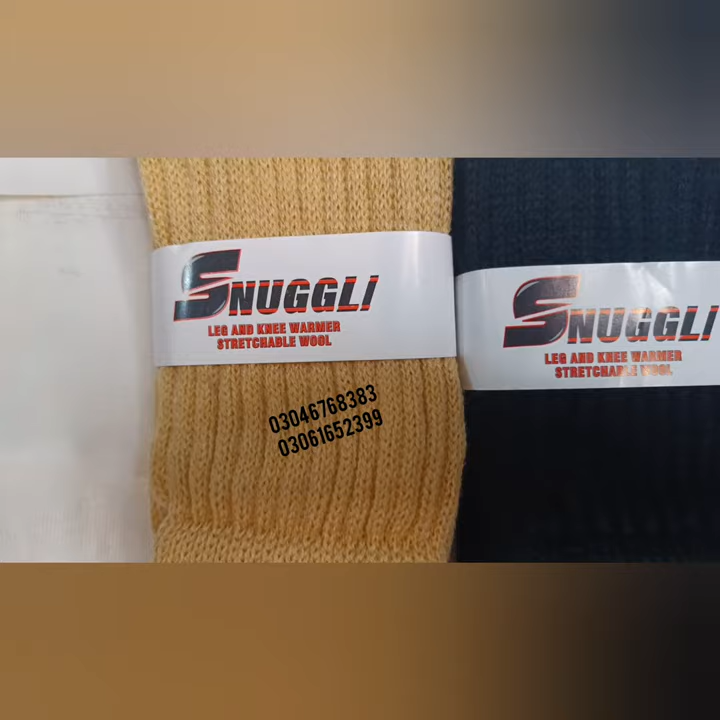 SNUGGLI
LEG AND KNEE WARMER
STRETCHABLE WOOL
03046768383
03061652399
SNUGGLI
LEG AND KNEE WARMER
STRETCHABLE WOOL